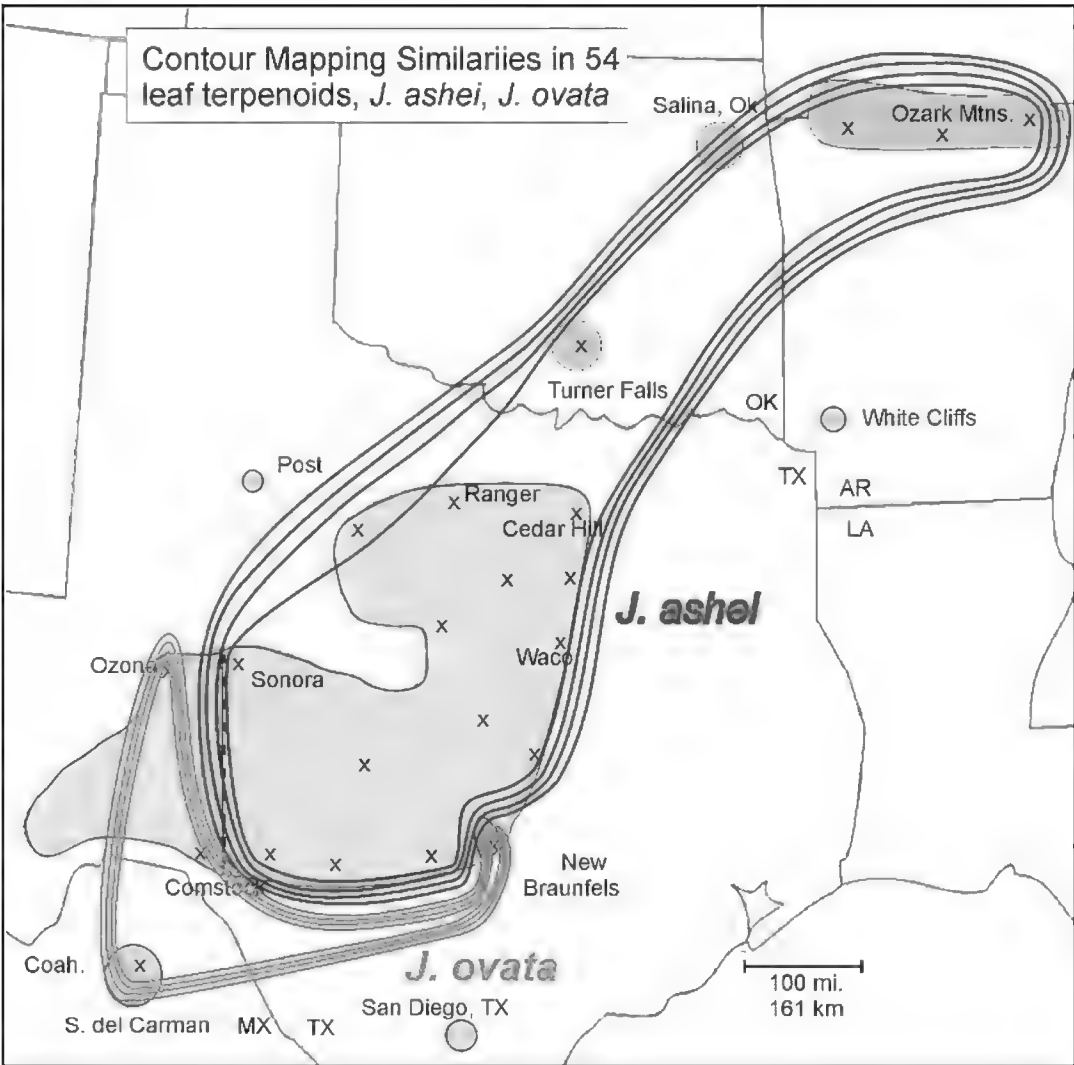 Contour Mapping Similariies in 54
leaf terpenoids, J. ashei, J. ovata
Salina, Ok
Ozark Mtns.
x
x
x
x
Turner Falls
OK
White Cliffs
Post
TX
AR
LA
Ranger
x
x
Cedar Hill
x
x
x
J. ashei
x
Waco
x
Ozona
x
Sonora
x
x
x
x
x
x
x
x
x
Comstock
New
Braunfels
J. ovata
Coah.
x
100 mi.
161 km
San Diego, TX
S. del Carman
MX
TX